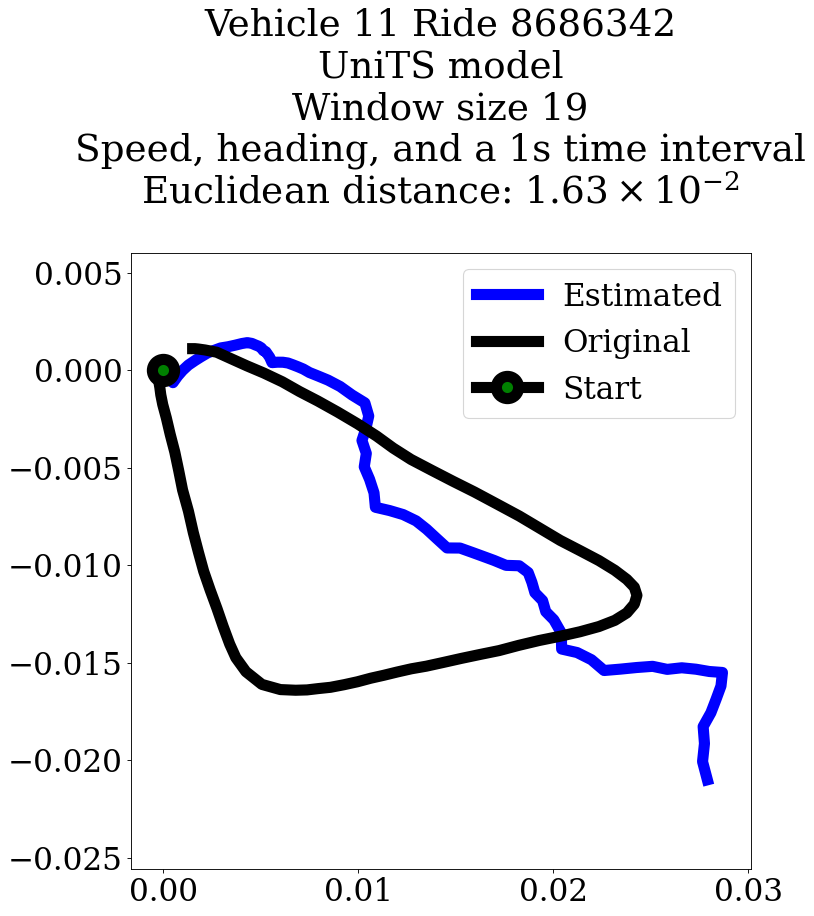 Vehicle 11 Ride 8686342
UniTS model
Window size 19
Speed, heading, and a 1s time interval
Euclidean distance: 1.63 × 10⁻²
Estimated
Original
Start
0.005
0.000
−0.005
−0.010
−0.015
−0.020
−0.025
0.00 0.01 0.02 0.03